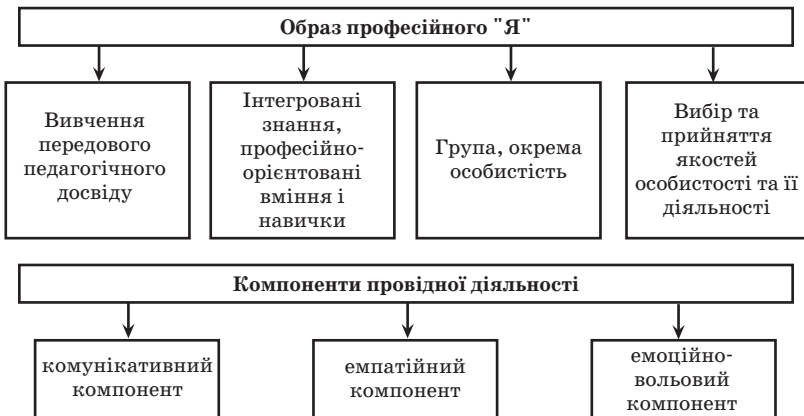 Образ професійного "Я"
Вивчення
передового
педагогічного
досвіду
Інтегровані
знання,
професійно-
орієнтовані
вміння і
навички
Група, окрема
особистість
Вибір та
прийняття
якостей
особистості та її
діяльності
Компоненти провідної діяльності
комунікативний
компонент
емпатійний
компонент
емоційно-
вольовий
компонент